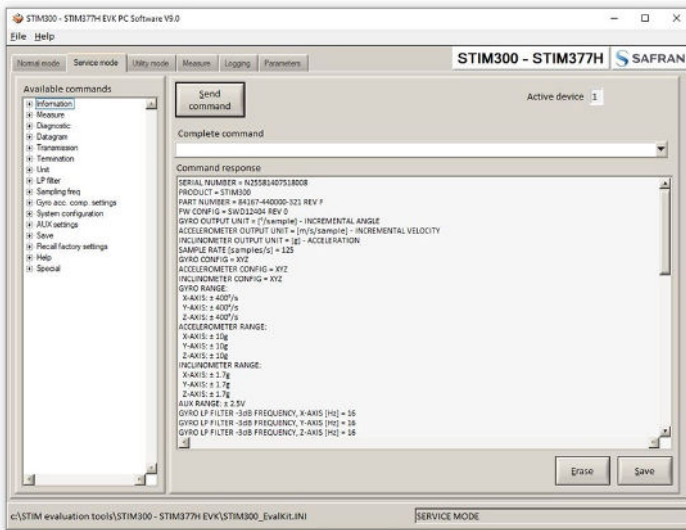 STIM300 - STIM377H EVK PC Software V9.0
File Help
Normal mode Service mode Utility mode Measure Logging Parameters
STIM300 - STIM377H SAFRAN
Available commands
Information
Measure
Diagnostic
Datagram
Transmission
Termination
Unit
LP filter
Sampling freq
Gyro acc. comp. settings
System configuration
AUX settings
Save
Recall factory settings
Help
Special
Send command
Active device 1
Complete command
Command response
SERIAL NUMBER = N25581407518008
PRODUCT = STIM300
PART NUMBER = 84167-440000-321 REV F
FW CONFIG = SWD12404 REV 0
GYRO OUTPUT UNIT = [°/sample] - INCREMENTAL ANGLE
ACCELEROMETER OUTPUT UNIT = [m/s/sample] - INCREMENTAL VELOCITY
INCLINOMETER OUTPUT UNIT = [g] - ACCELERATION
SAMPLE RATE [samples/s] = 125
GYRO CONFIG = XYZ
ACCELEROMETER CONFIG = XYZ
INCLINOMETER CONFIG = XYZ
GYRO RANGE:
X-AXIS: ± 400°/s
Y-AXIS: ± 400°/s
Z-AXIS: ± 400°/s
ACCELEROMETER RANGE:
X-AXIS: ± 10g
Y-AXIS: ± 10g
Z-AXIS: ± 10g
INCLINOMETER RANGE:
X-AXIS: ± 1.7g
Y-AXIS: ± 1.7g
Z-AXIS: ± 1.7g
AUX RANGE: ± 2.5V
GYRO LP FILTER -3dB FREQUENCY, X-AXIS [Hz] = 16
GYRO LP FILTER -3dB FREQUENCY, Y-AXIS [Hz] = 16
GYRO LP FILTER -3dB FREQUENCY, Z-AXIS [Hz] = 16
Erase Save
c:\STIM evaluation tools\STIM300 - STIM377H EVK\STIM300_EvalKit.INI SERVICE MODE